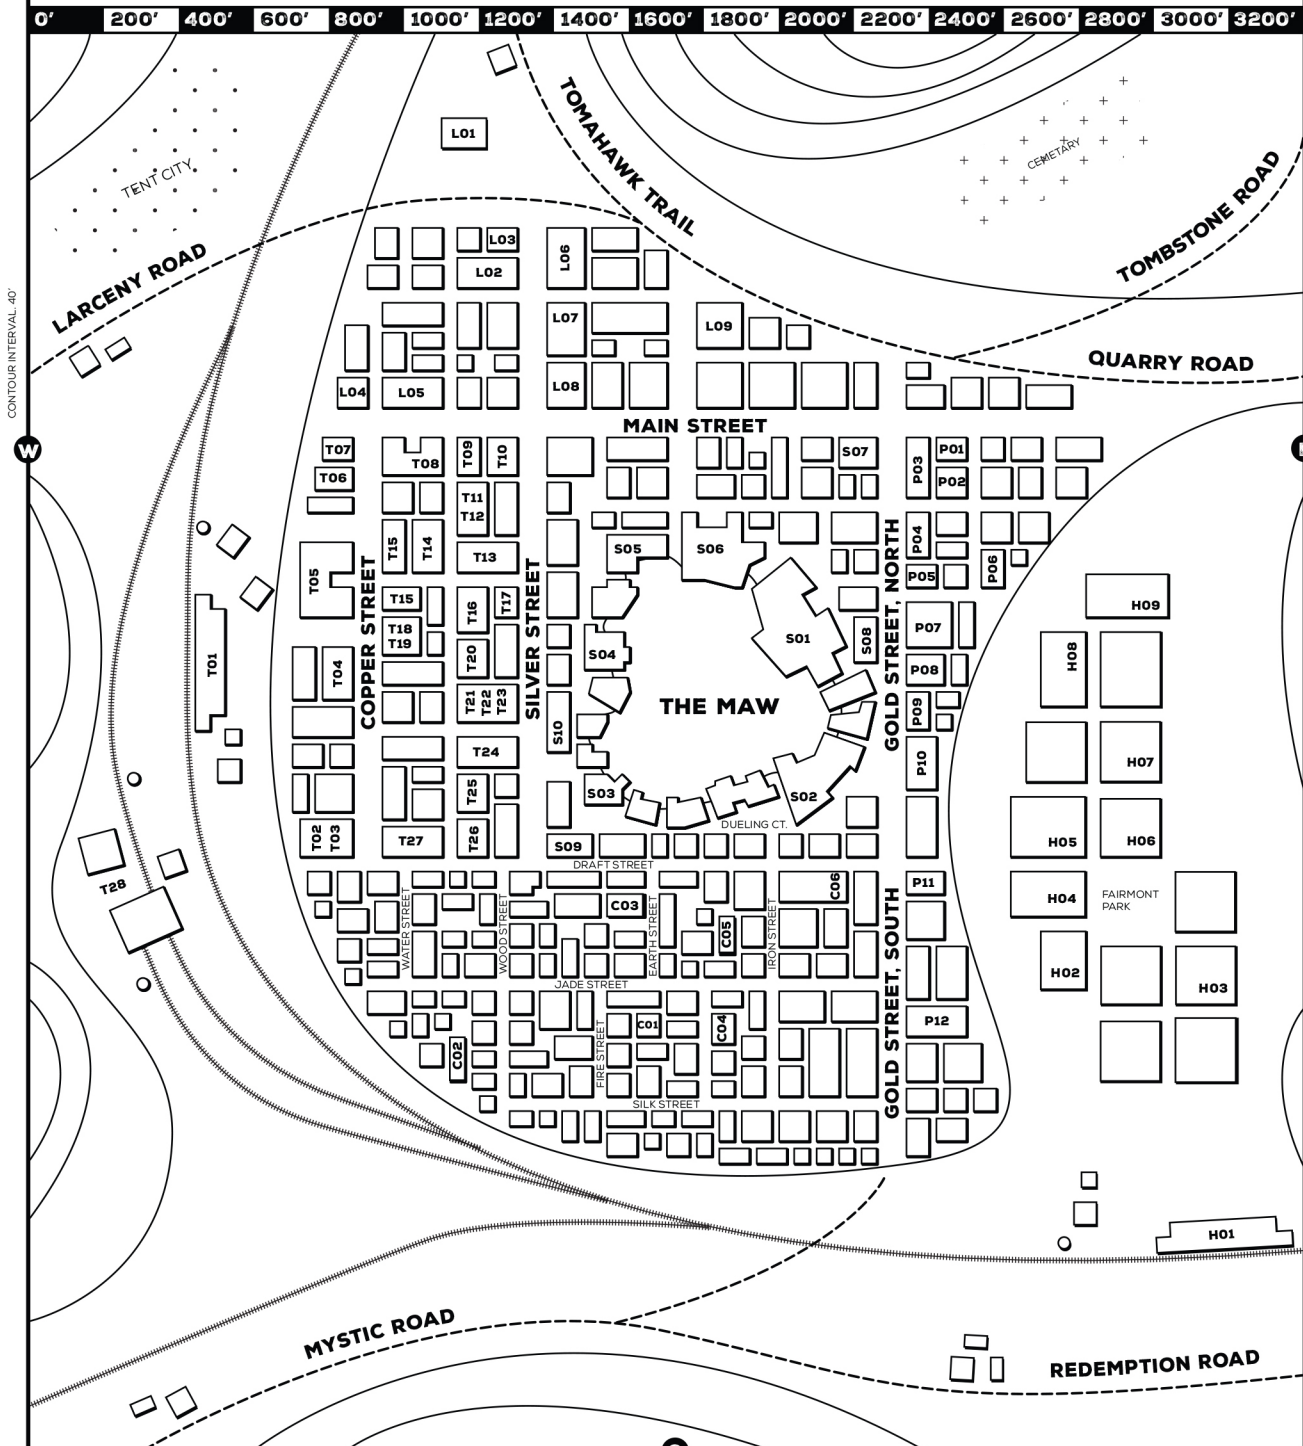 0' 200' 400' 600' 800' 1000' 1200' 1400' 1600' 1800' 2000' 2200' 2400' 2600' 2800' 3000' 3200'
TENT CITY
L01
TOMAHAWK TRAIL
CEMETARY
TOMBSTONE ROAD
LARCENY ROAD
L03
L02
L06
CONTOUR INTERVAL: 40'
L07
L09
QUARRY ROAD
L04
L05
L08
MAIN STREET
W
T07
T08
T09
T10
S07
P03
P01
T06
P02
T11
T12
T15
T14
T13
S05
S06
P04
P06
T05
COPPER STREET
SILVER STREET
GOLD STREET, NORTH
P05
T15
T16
T17
H09
T18
T19
S01
S08
P07
T01
T04
T20
S04
P08
H08
T21
T22
T23
THE MAW
P09
S10
T24
P10
H07
T25
S03
S02
DUELING CT.
T02
T03
T27
T26
S09
H05
H06
DRAFT STREET
T28
C06
P11
WATER STREET
WOOD STREET
C03
EARTH STREET
C05
IRON STREET
GOLD STREET, SOUTH
H04
FAIRMONT
PARK
H02
H03
JADE STREET
C02
FIRE STREET
C01
C04
P12
SILK STREET
H01
MYSTIC ROAD
REDEMPTION ROAD